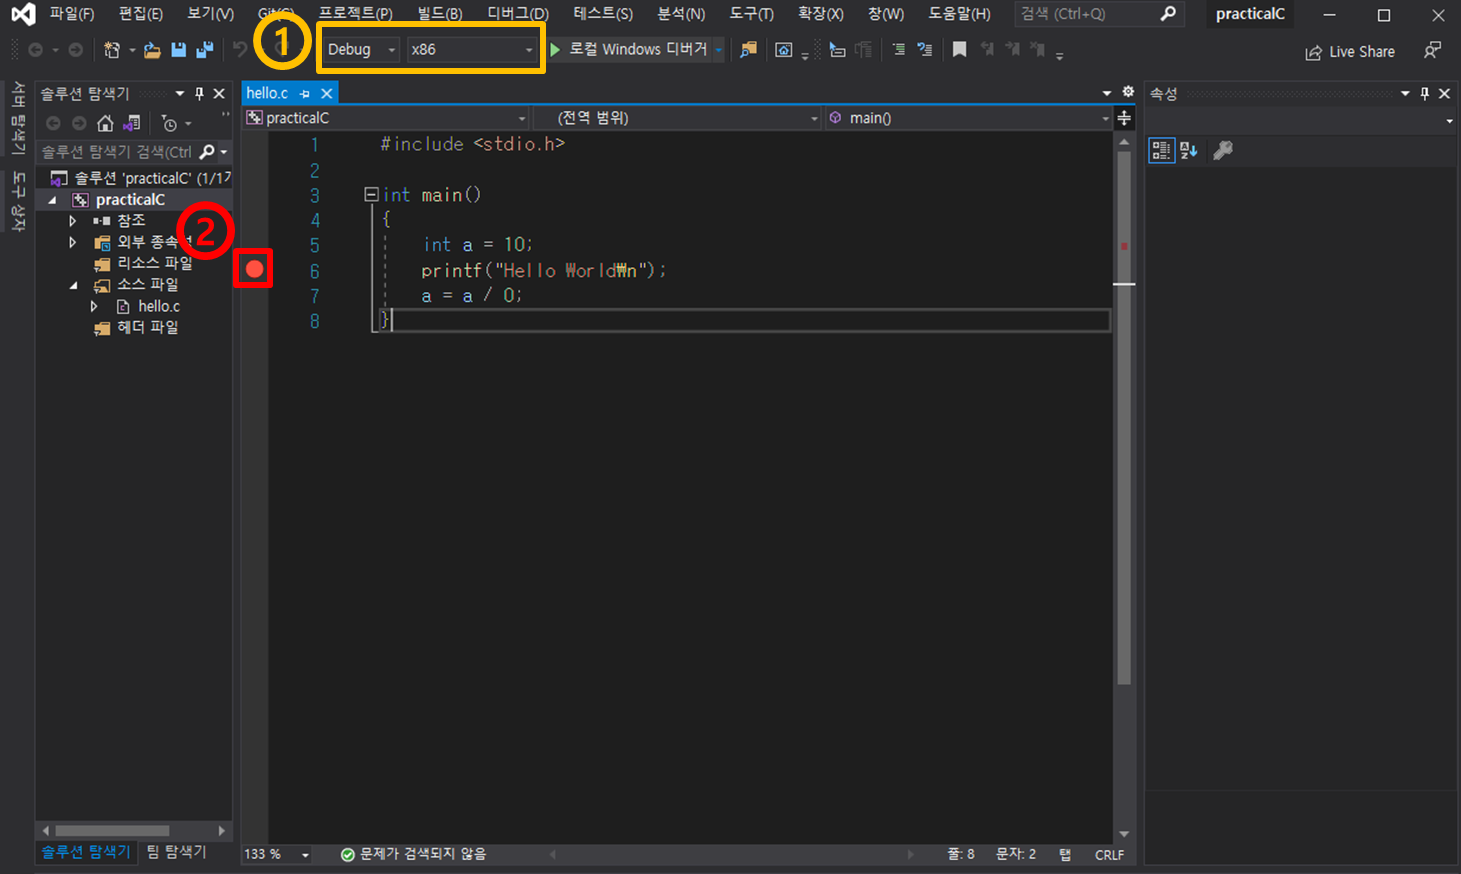 파일(F) 편집(E) 보기(V) Git(G) 프로젝트(P) 빌드(B) 디버그(D) 테스트(S) 분석(N) 도구(T) 확장(X) 창(W) 도움말(H) 검색 (Ctrl+Q) practicalC
1
Debug x86 로컬 Windows 디버거 Live Share
서버 탐색기
도구 상자
솔루션 탐색기
솔루션 탐색기 검색(Ctrl
솔루션 'practicalC' (1/1개
practicalC
참조
외부 종속성
리소스 파일
소스 파일
hello.c
헤더 파일
2
솔루션 탐색기 팀 탐색기
hello.c
practicalC (전역 범위) main()
1 #include <stdio.h>
2
3 int main()
4 {
5 int a = 10;
6 printf("Hello World₩n");
7 a = a / 0;
8 }
133 % 문제가 검색되지 않음 줄: 8 문자: 2 탭 CRLF
속성